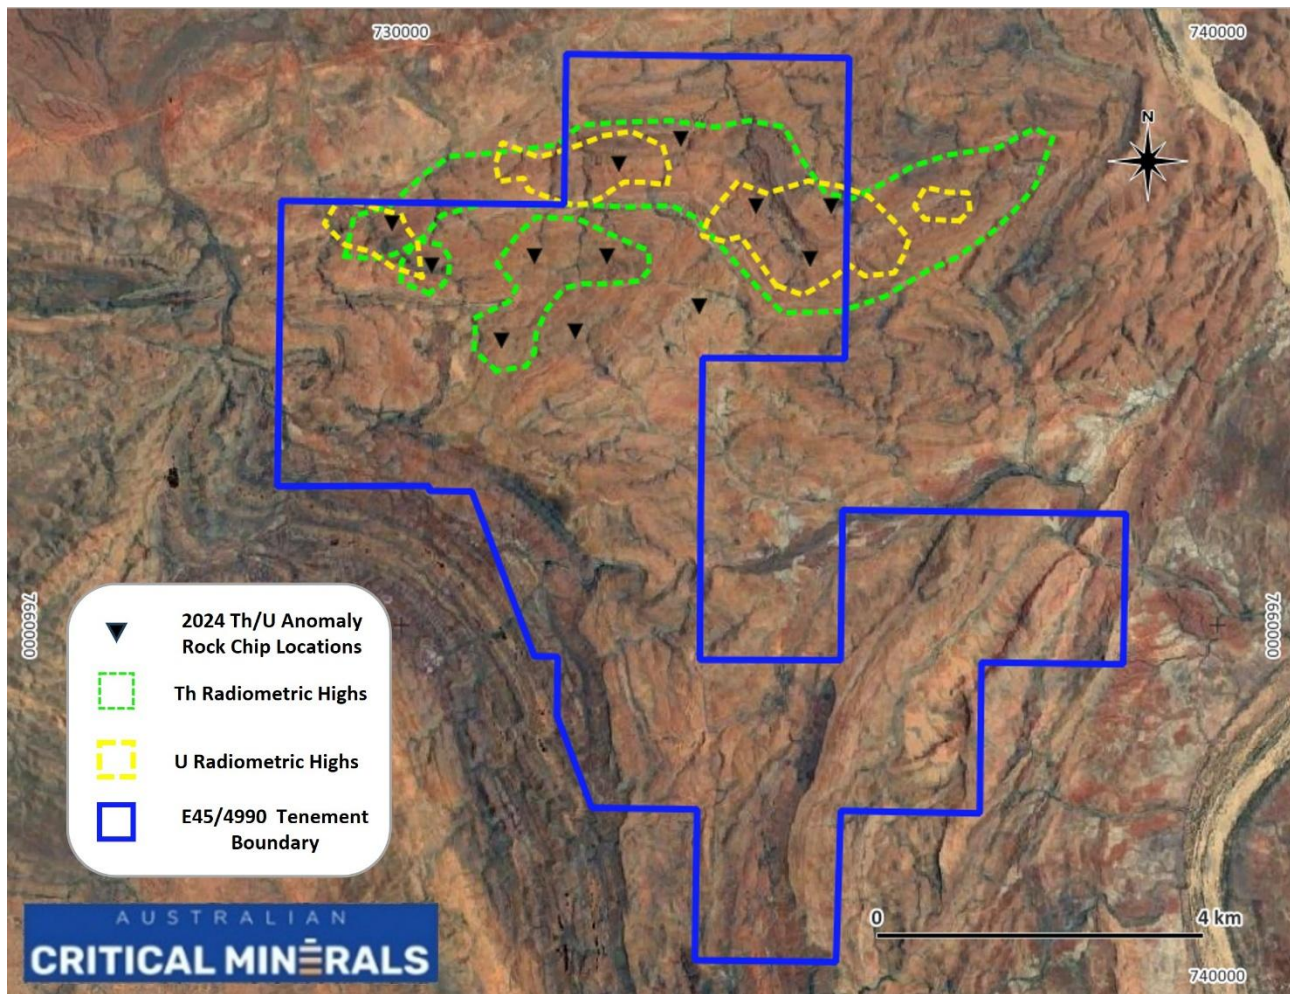 730000
740000
N
7660000
7660000
2024 Th/U Anomaly
Rock Chip Locations
Th Radiometric Highs
U Radiometric Highs
E45/4990 Tenement
Boundary
0
4 km
AUSTRALIAN
CRITICAL MINERALS
740000